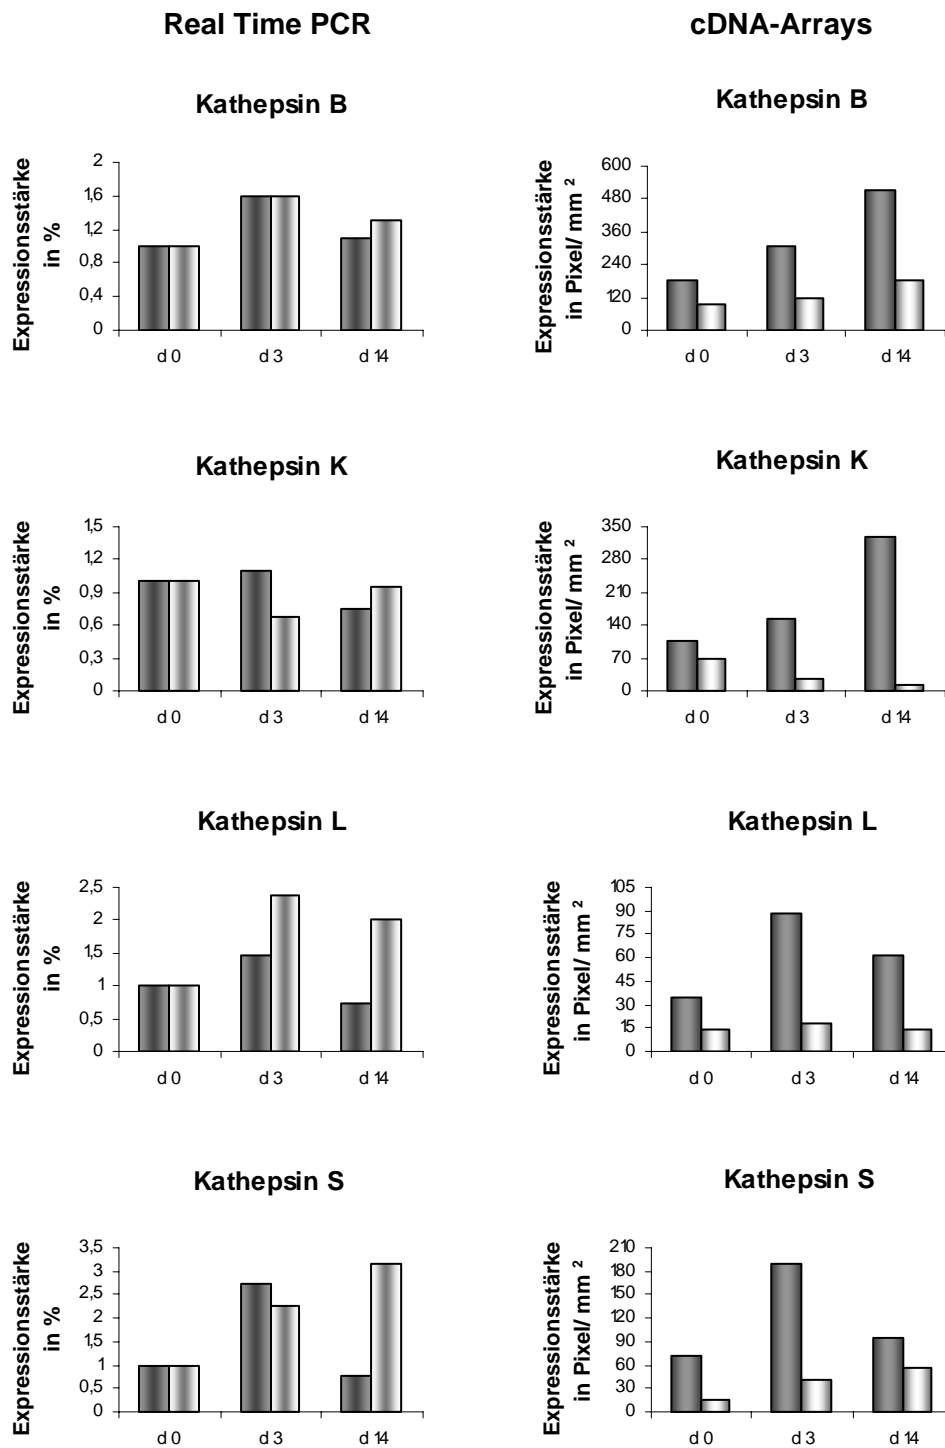 Real Time PCR
cDNA-Arrays
Kathepsin B
Expressionsstärke
in %
2
1,6
1,2
0,8
0,4
0
d 0
d 3
d 14
Kathepsin B
Expressionsstärke
in Pixel/ mm ²
600
480
360
240
120
0
d 0
d 3
d 14
Kathepsin K
Expressionsstärke
in %
1,5
1,2
0,9
0,6
0,3
0
d 0
d 3
d 14
Kathepsin K
Expressionsstärke
in Pixel/ mm ²
350
280
210
140
70
0
d 0
d 3
d 14
Kathepsin L
Expressionsstärke
in %
2,5
2
1,5
1
0,5
0
d 0
d 3
d 14
Kathepsin L
Expressionsstärke
in Pixel/ mm ²
105
90
75
60
45
30
15
0
d 0
d 3
d 14
Kathepsin S
Expressionsstärke
in %
3,5
3
2,5
2
1,5
1
0,5
0
d 0
d 3
d 14
Kathepsin S
Expressionsstärke
in Pixel/ mm ²
210
180
150
120
90
60
30
0
d 0
d 3
d 14